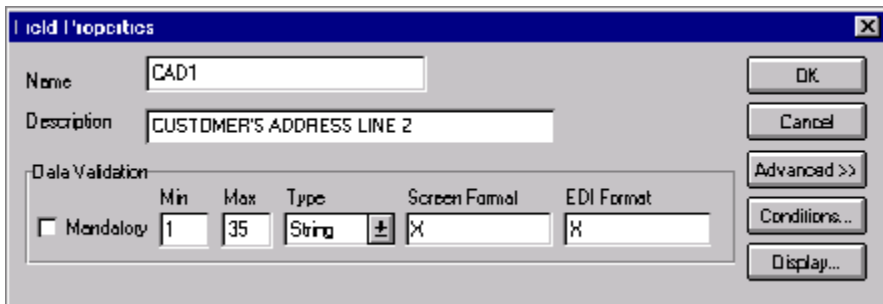 Field Properties
Name CAD1 OK
Description CUSTOMER'S ADDRESS LINE 2 Cancel
Data Validation Advanced >>
Min Max Type Screen Format EDI Format
Mandatory 1 35 String X X Conditions...
Display...